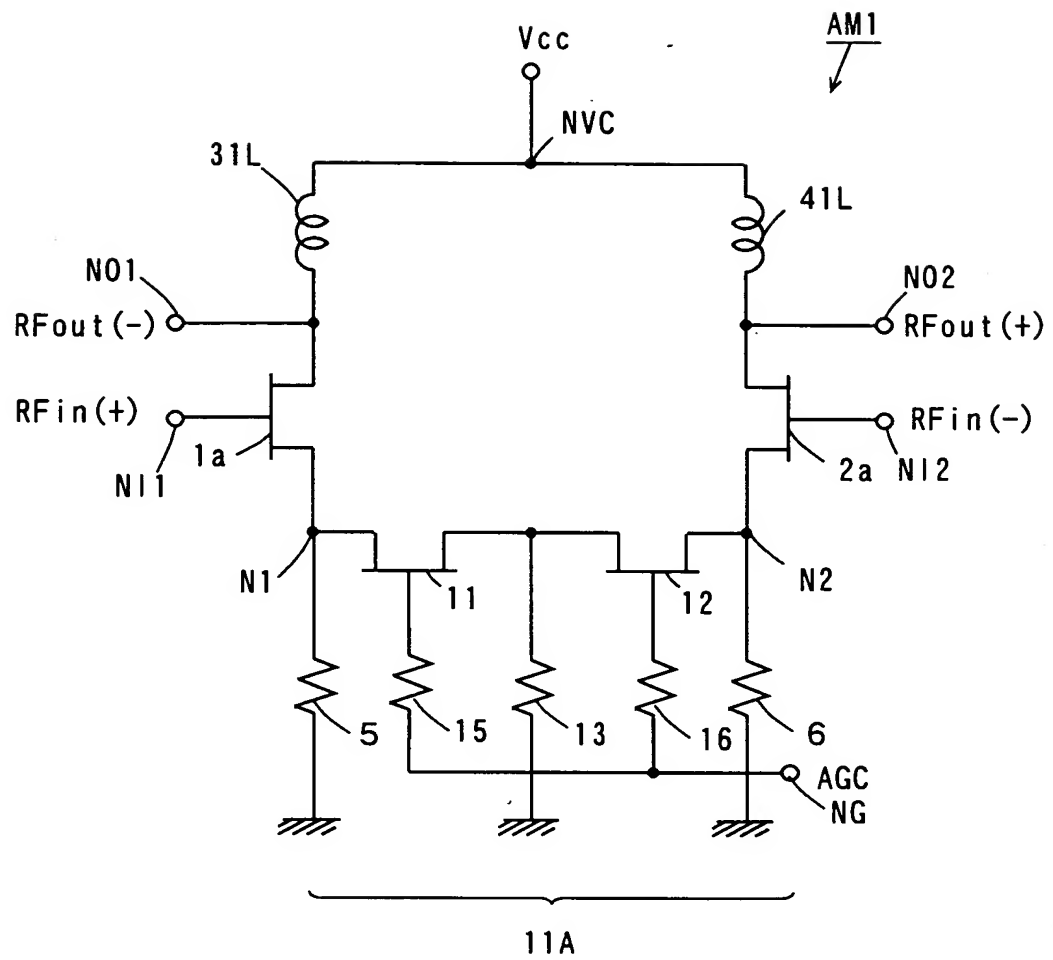 AM1
Vcc
NVC
31L
41L
NO1
NO2
RFout(-)
RFout(+)
RFin(+)
RFin(-)
1a
2a
NI1
NI2
N1
11
12
N2
5
15
13
16
6
AGC
NG
11A